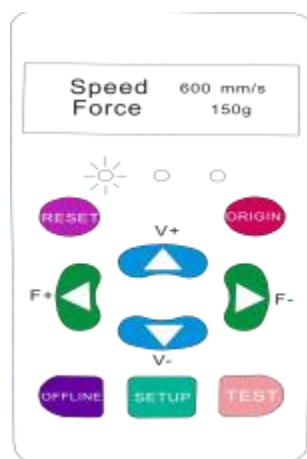 Speed 600 mm/s
Force 150g
RESET
ORIGIN
V+
F+
F-
V-
OFFLINE
SETUP
TEST